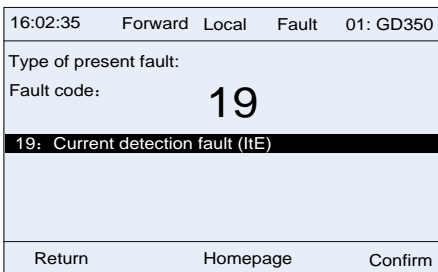 16:02:35 Forward Local Fault 01: GD350
Type of present fault:
Fault code：
19
19：Current detection fault (ItE)
Return Homepage Confirm